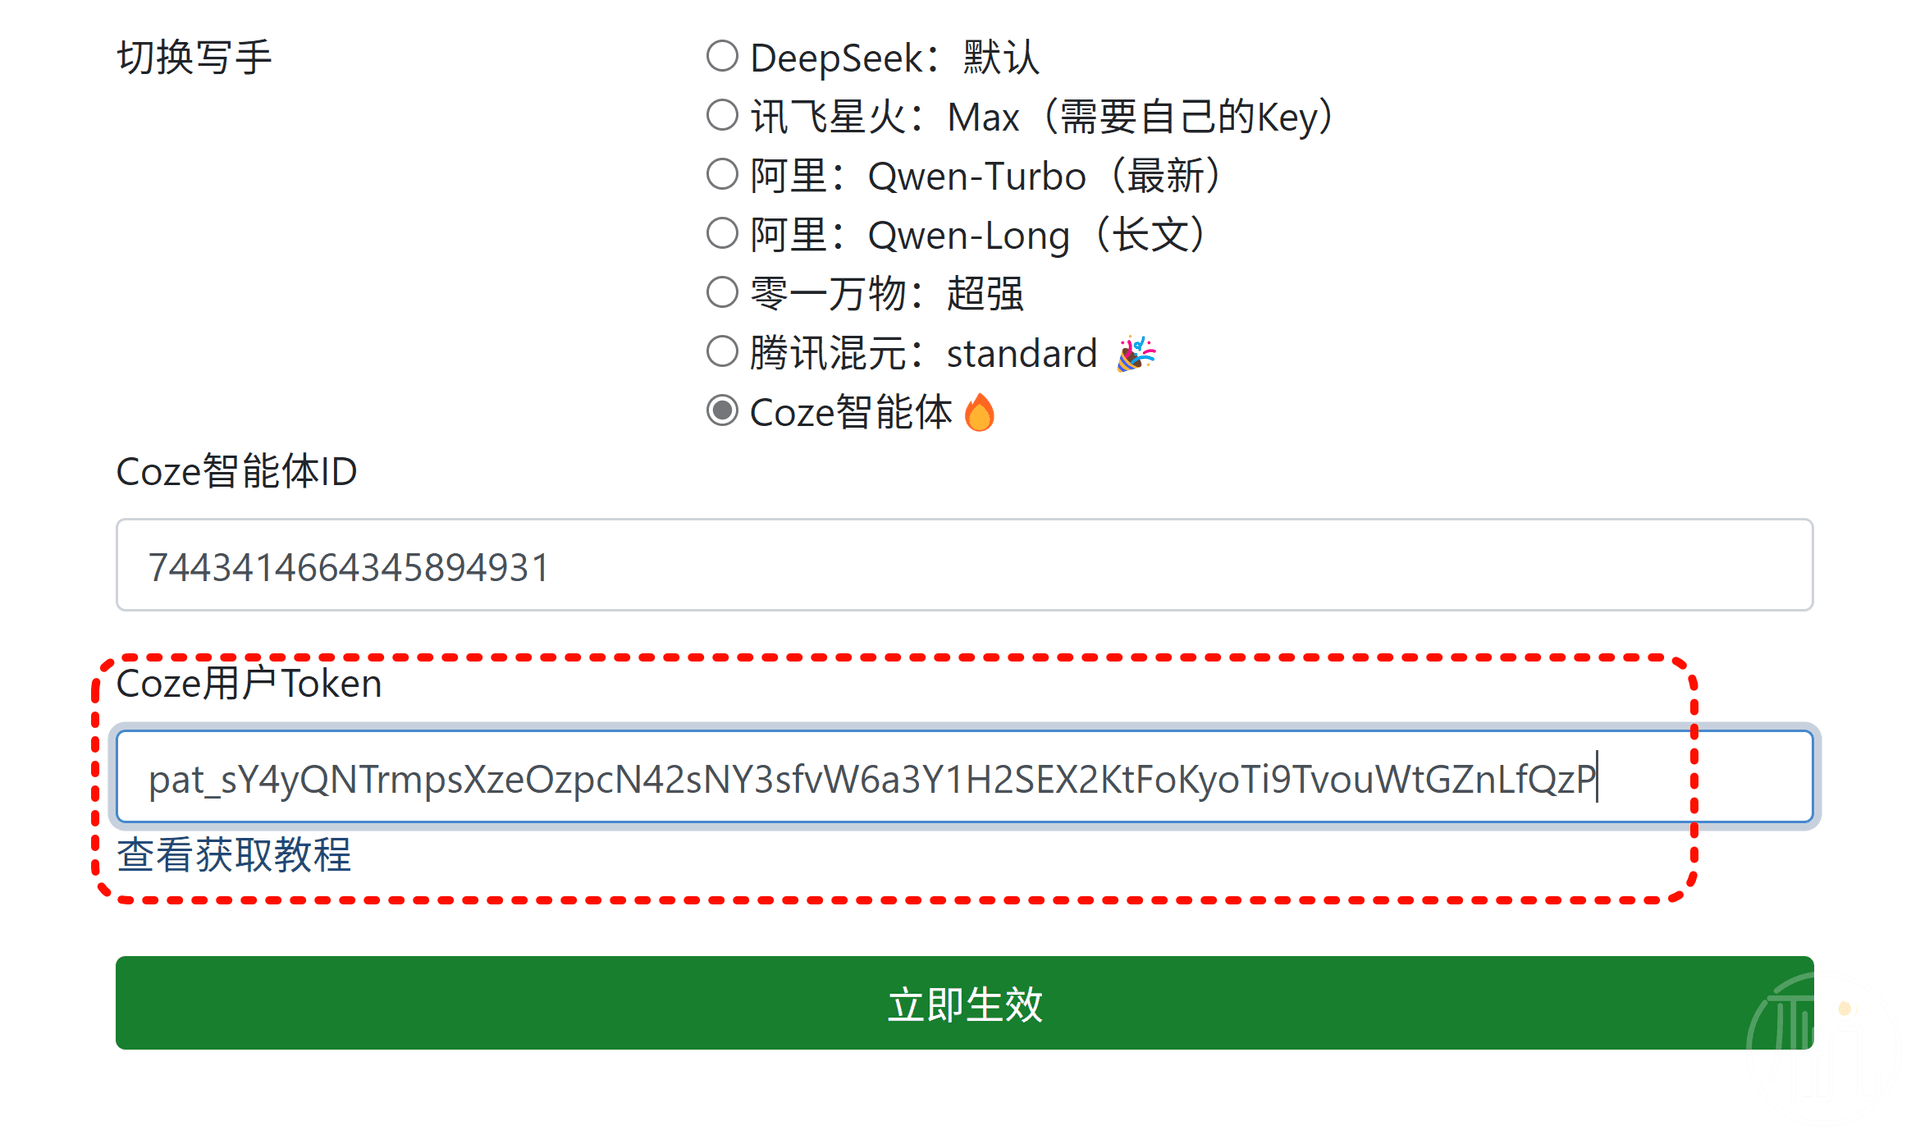 切换写手
DeepSeek：默认
讯飞星火：Max（需要自己的Key）
阿里：Qwen-Turbo（最新）
阿里：Qwen-Long（长文）
零一万物：超强
腾讯混元：standard 🎉
Coze智能体🔥
Coze智能体ID
7443414664345894931
Coze用户Token
pat_sY4yQNTrmpsXzeOzpcN42sNY3sfvW6a3Y1H2SEX2KtFoKyoTi9TvouWtGZnLfQzP
查看获取教程
立即生效